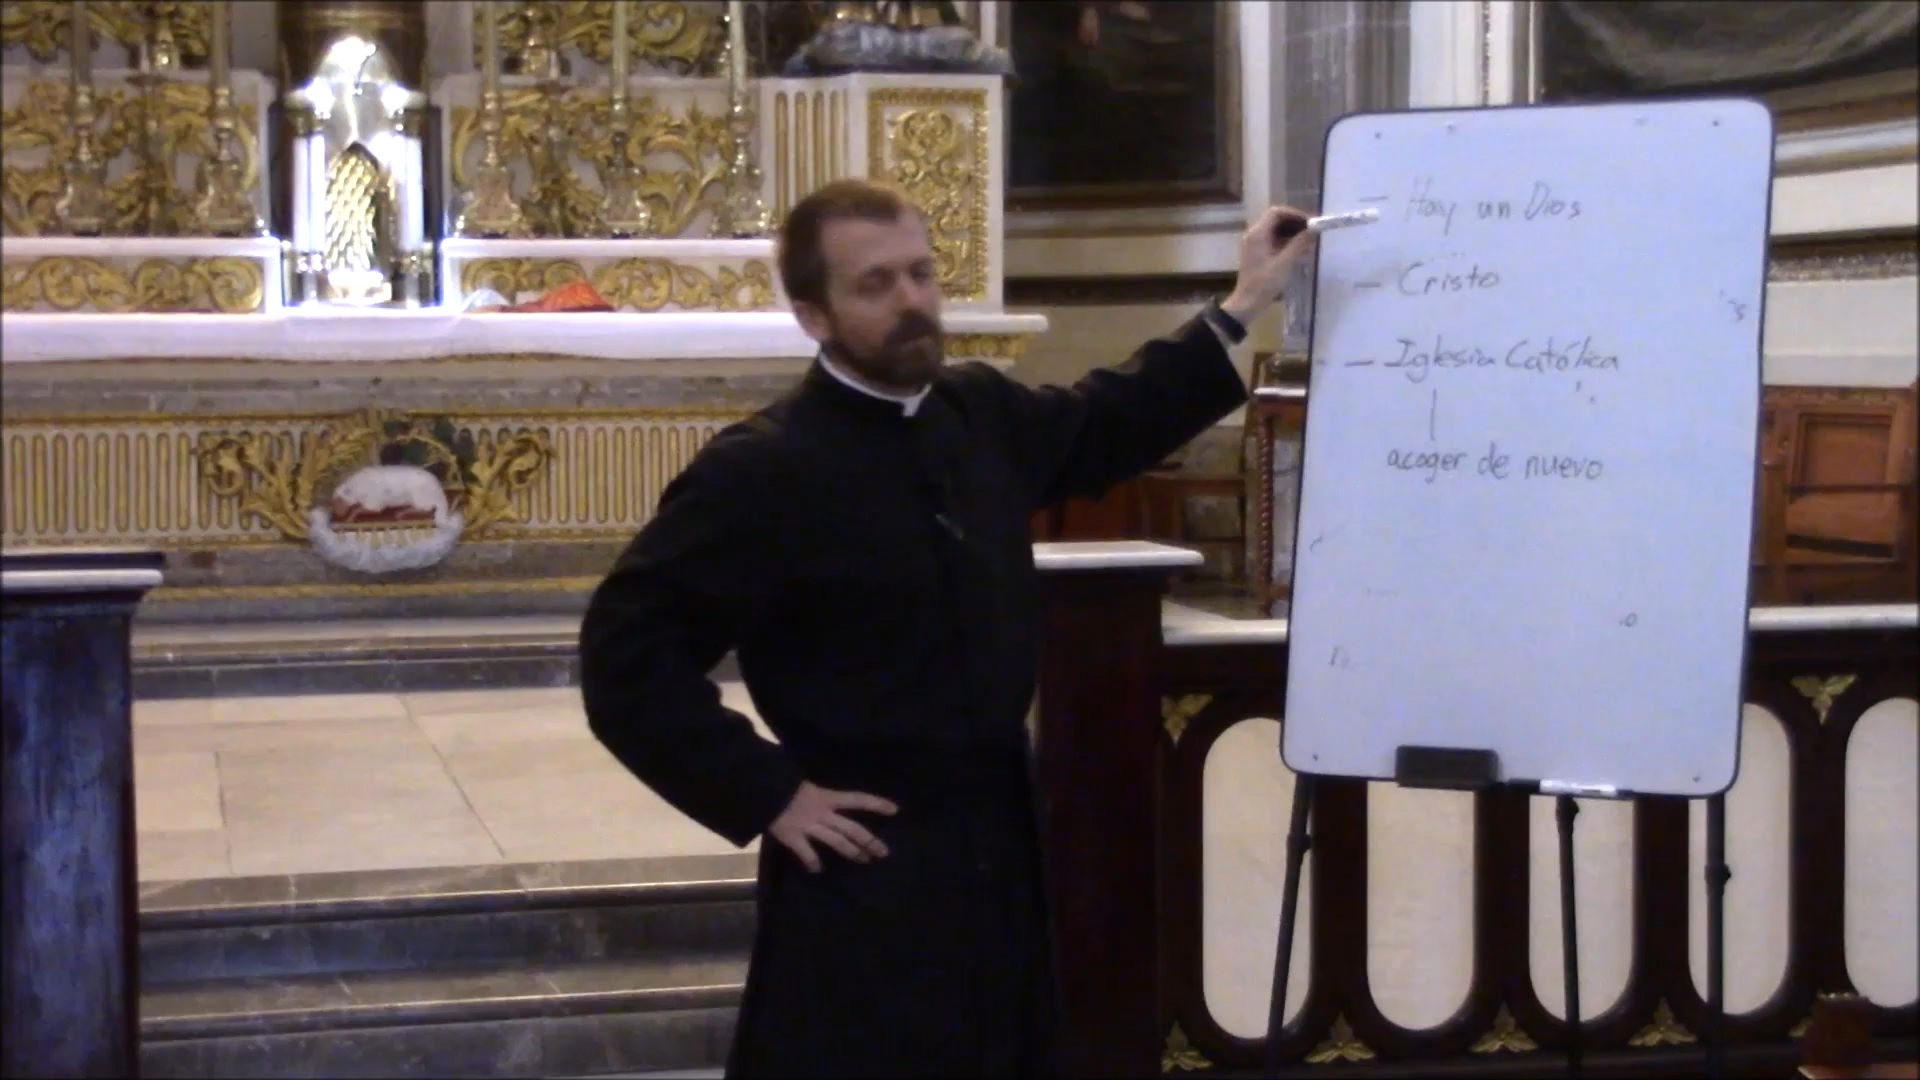 — Hay un Dios
— Cristo
— Iglesia Católica
acoger de nuevo